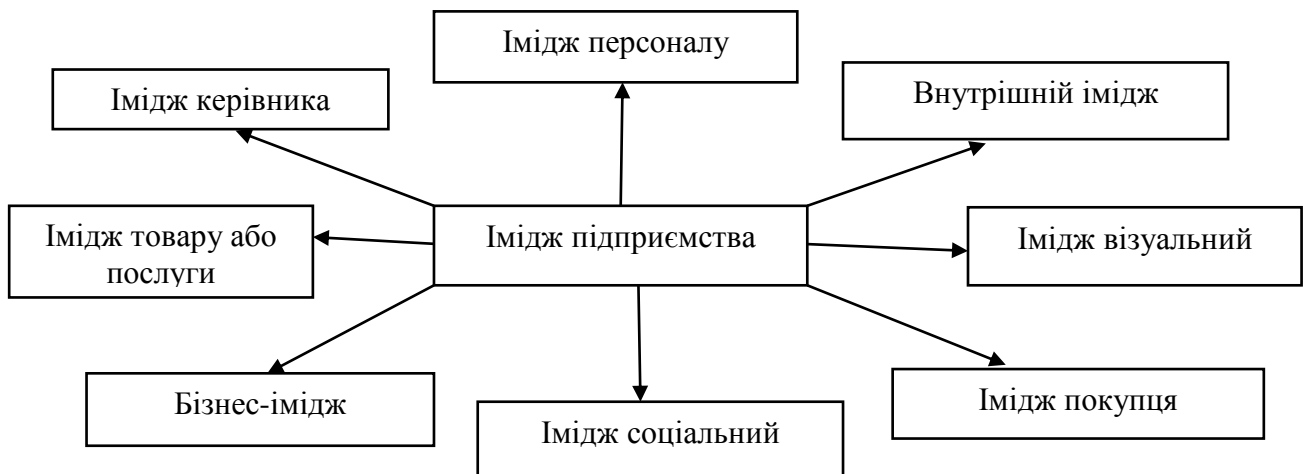 Імідж персоналу
Імідж керівника
Внутрішній імідж
Імідж товару або
послуги
Імідж підприємства
Імідж візуальний
Бізнес-імідж
Імідж соціальний
Імідж покупця